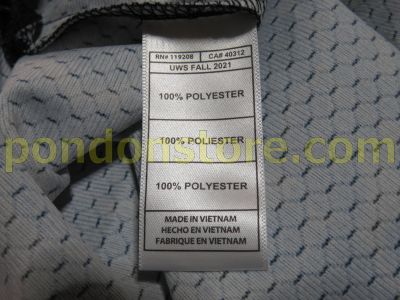 RN# 119208 CA# 40312
UWS FALL 2021
100% POLYESTER
100% POLIESTER
pondonstore.com
100% POLYESTER
MADE IN VIETNAM
HECHO EN VIETNAM
FABRIQUE EN VIETNAM